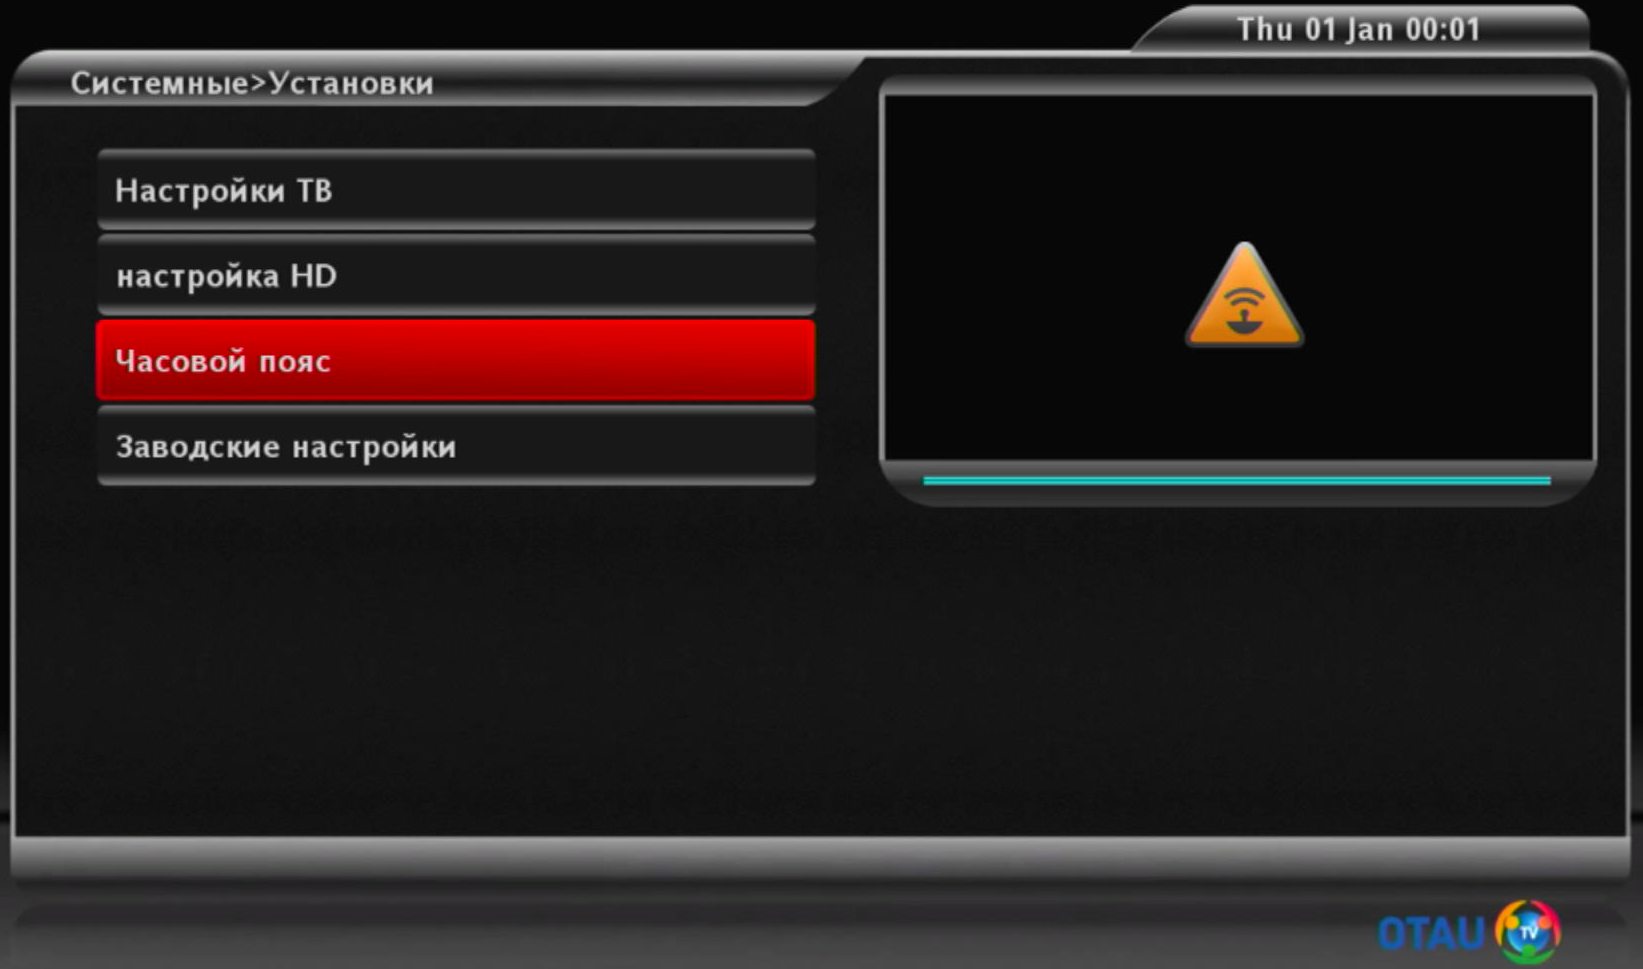 Thu 01 Jan 00:01
Системные>Установки
Настройки ТВ
настройка HD
Часовой пояс
Заводские настройки
OTAU TV